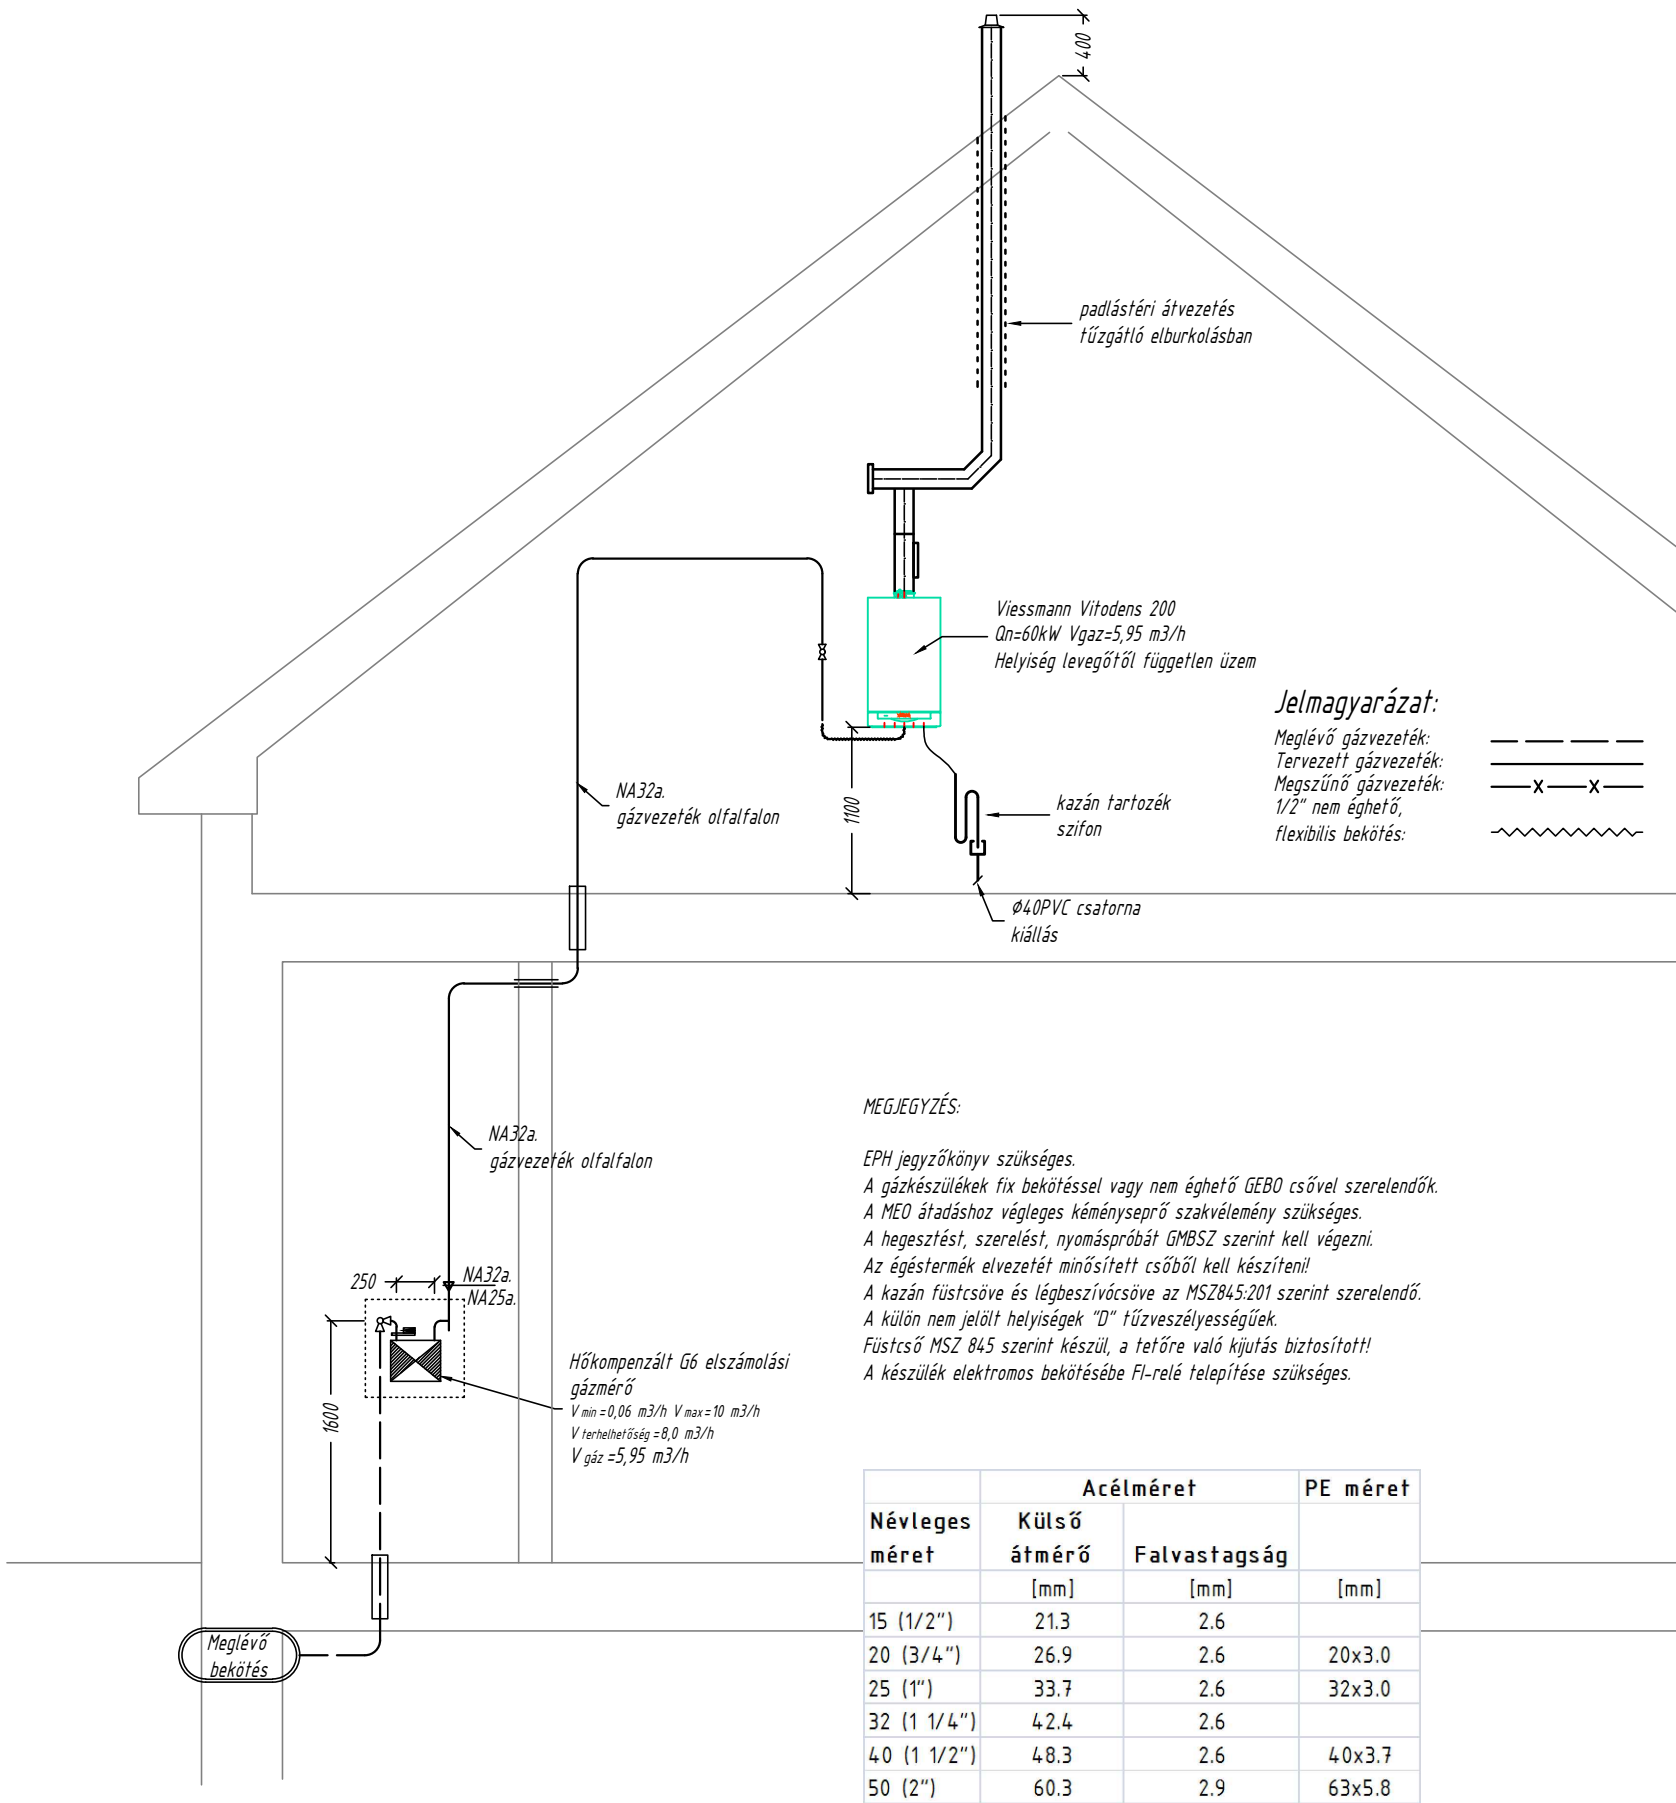 400
padlástéri átvezetés
tűzgátló elburkolásban
Viessmann Vitodens 200
Qn=60kW Vgaz=5,95 m3/h
Helyiség levegőtől független üzem
Jelmagyarázat:
Meglévő gázvezeték:
Tervezett gázvezeték:
Megszűnő gázvezeték:
1/2" nem éghető,
flexibilis bekötés:
X X
NA32a.
gázvezeték olfalfalon
1100
kazán tartozék
szifon
Ø40PVC csatorna
kiállás
NA32a.
gázvezeték olfalfalon
250
NA32a.
NA25a.
1600
Hőkompenzált G6 elszámolási
gázmérő
V min =0,06 m3/h V max=10 m3/h
V terhelhetőség =8,0 m3/h
V gáz =5,95 m3/h
Meglévő
bekötés
MEGJEGYZÉS:
EPH jegyzőkönyv szükséges.
A gázkészülékek fix bekötéssel vagy nem éghető GEBO csővel szerelendők.
A MEO átadáshoz végleges kéményseprő szakvélemény szükséges.
A hegesztést, szerelést, nyomáspróbát GMBSZ szerint kell végezni.
Az égéstermék elvezetét minősített csőből kell készíteni!
A kazán füstcsöve és légbeszívócsöve az MSZ845:201 szerint szerelendő.
A külön nem jelölt helyiségek "D" tűzveszélyességűek.
Füstcső MSZ 845 szerint készül, a tetőre való kijutás biztosított!
A készülék elektromos bekötésébe FI-relé telepítése szükséges.
Acélméret PE méret
Névleges Külső
méret átmérő Falvastagság
[mm] [mm] [mm]
15 (1/2") 21.3 2.6
20 (3/4") 26.9 2.6 20x3.0
25 (1") 33.7 2.6 32x3.0
32 (1 1/4") 42.4 2.6
40 (1 1/2") 48.3 2.6 40x3.7
50 (2") 60.3 2.9 63x5.8